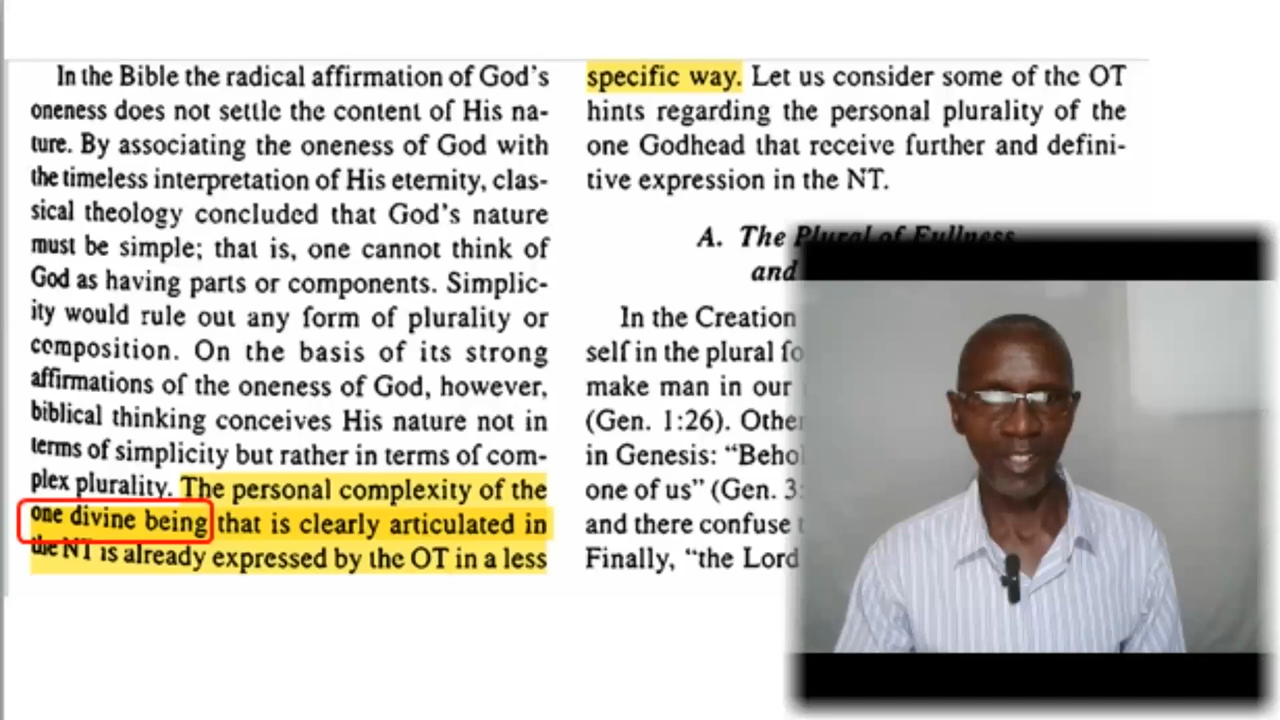 In the Bible the radical affirmation of God's
oneness does not settle the content of His na-
ture. By associating the oneness of God with
the timeless interpretation of His eternity, clas-
sical theology concluded that God's nature
must be simple; that is, one cannot think of
God as having parts or components. Simplic-
ity would rule out any form of plurality or
composition. On the basis of its strong
affirmations of the oneness of God, however,
biblical thinking conceives His nature not in
terms of simplicity but rather in terms of com-
plex plurality. The personal complexity of the
one divine being that is clearly articulated in
the NT is already expressed by the OT in a less
specific way. Let us consider some of the OT
hints regarding the personal plurality of the
one Godhead that receive further and defini-
tive expression in the NT.
A. The Plural of Fullness
and
In the Creation
self in the plural fo
make man in our
(Gen. 1:26). Other
in Genesis: "Behol
one of us" (Gen. 3:
and there confuse t
Finally, "the Lord